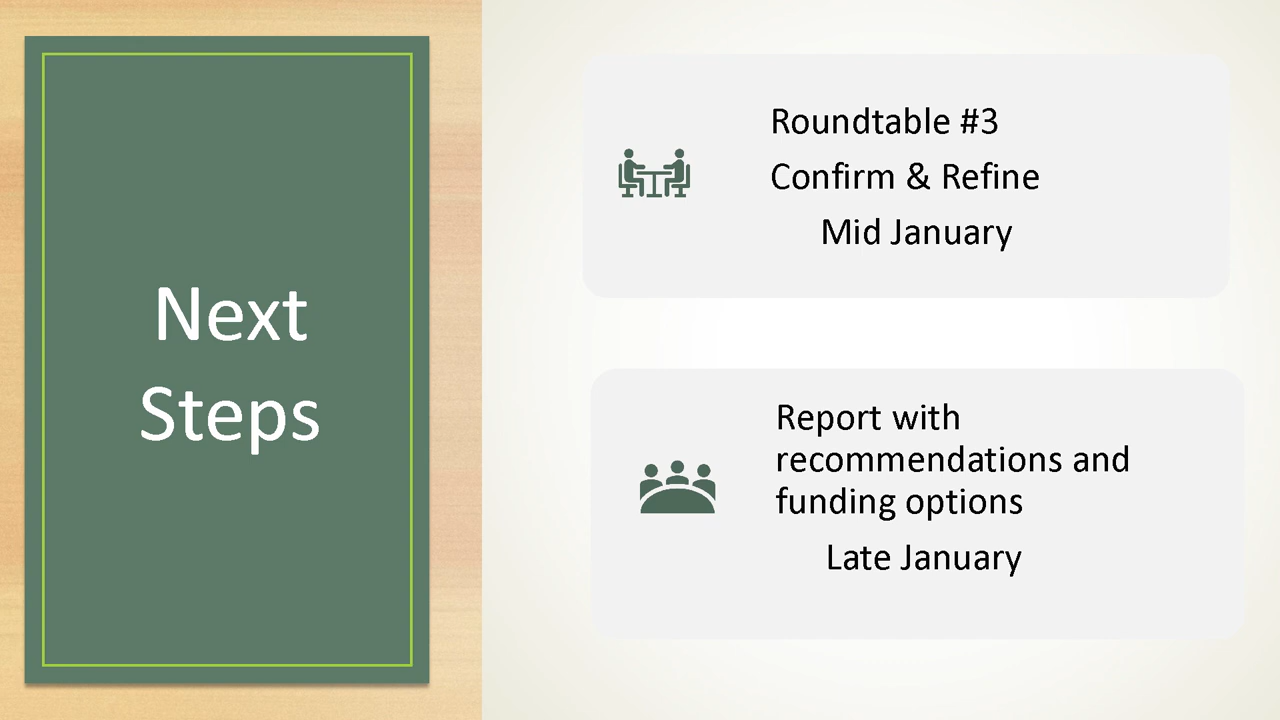 Next
Steps
Roundtable #3
Confirm & Refine
Mid January
Report with
recommendations and
funding options
Late January